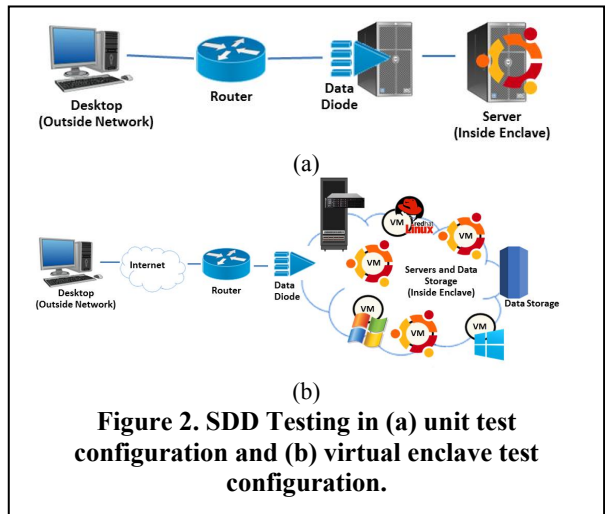 Desktop
(Outside Network)
Router
Data
Diode
Server
(Inside Enclave)
(a)
Desktop
(Outside Network)
Internet
Router
Data
Diode
VM
redhat
Linux
VM
VM
Servers and Data
Storage
(Inside Enclave)
Data Storage
VM
VM
VM
(b)
Figure 2. SDD Testing in (a) unit test
configuration and (b) virtual enclave test
configuration.